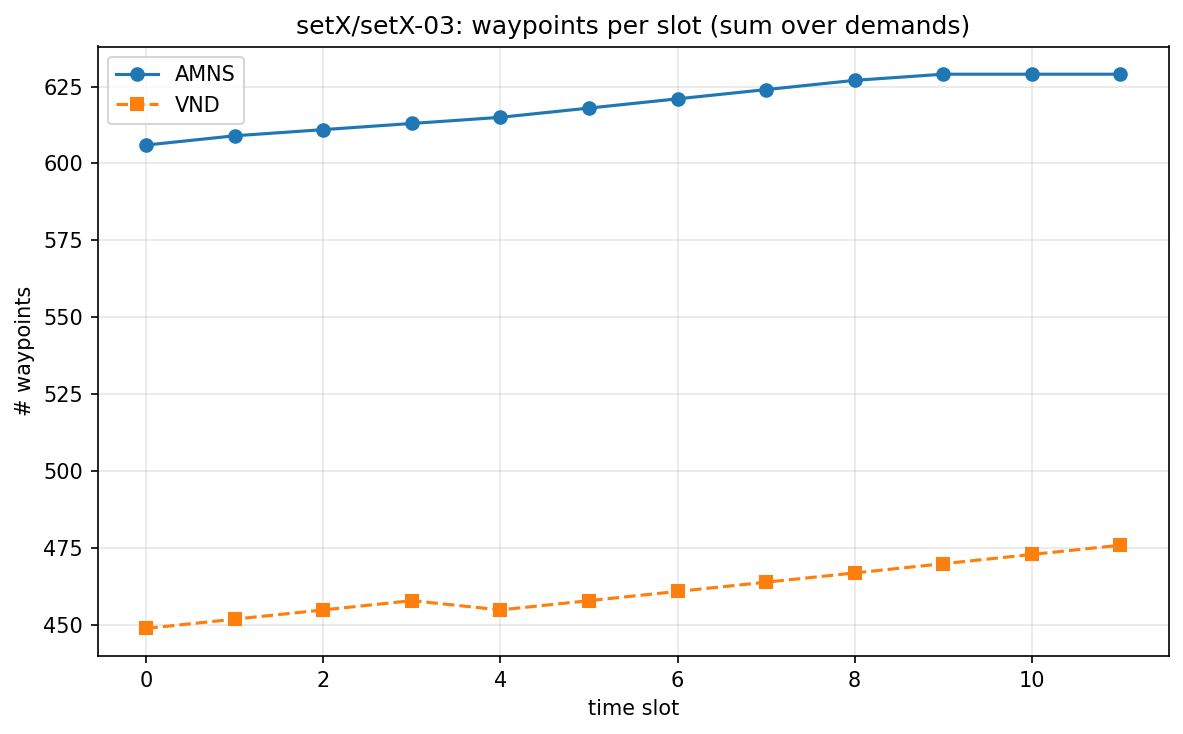 setX/setX-03: waypoints per slot (sum over demands)
AMNS
VND
625
600
575
550
525
500
475
450
# waypoints
0 2 4 6 8 10
time slot